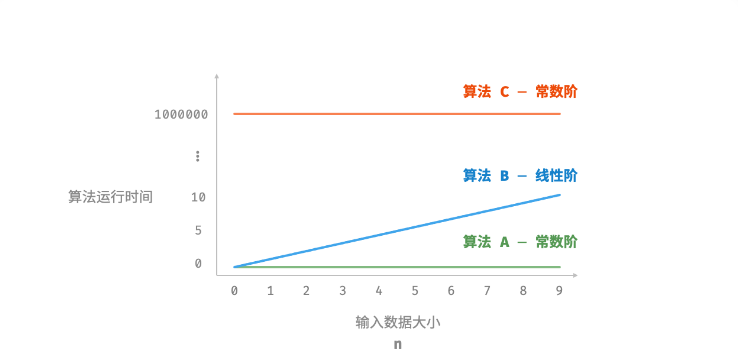 算法 C — 常数阶
1000000
⋮
算法 B — 线性阶
算法运行时间
10
5
算法 A — 常数阶
0
0 1 2 3 4 5 6 7 8 9
输入数据大小
n